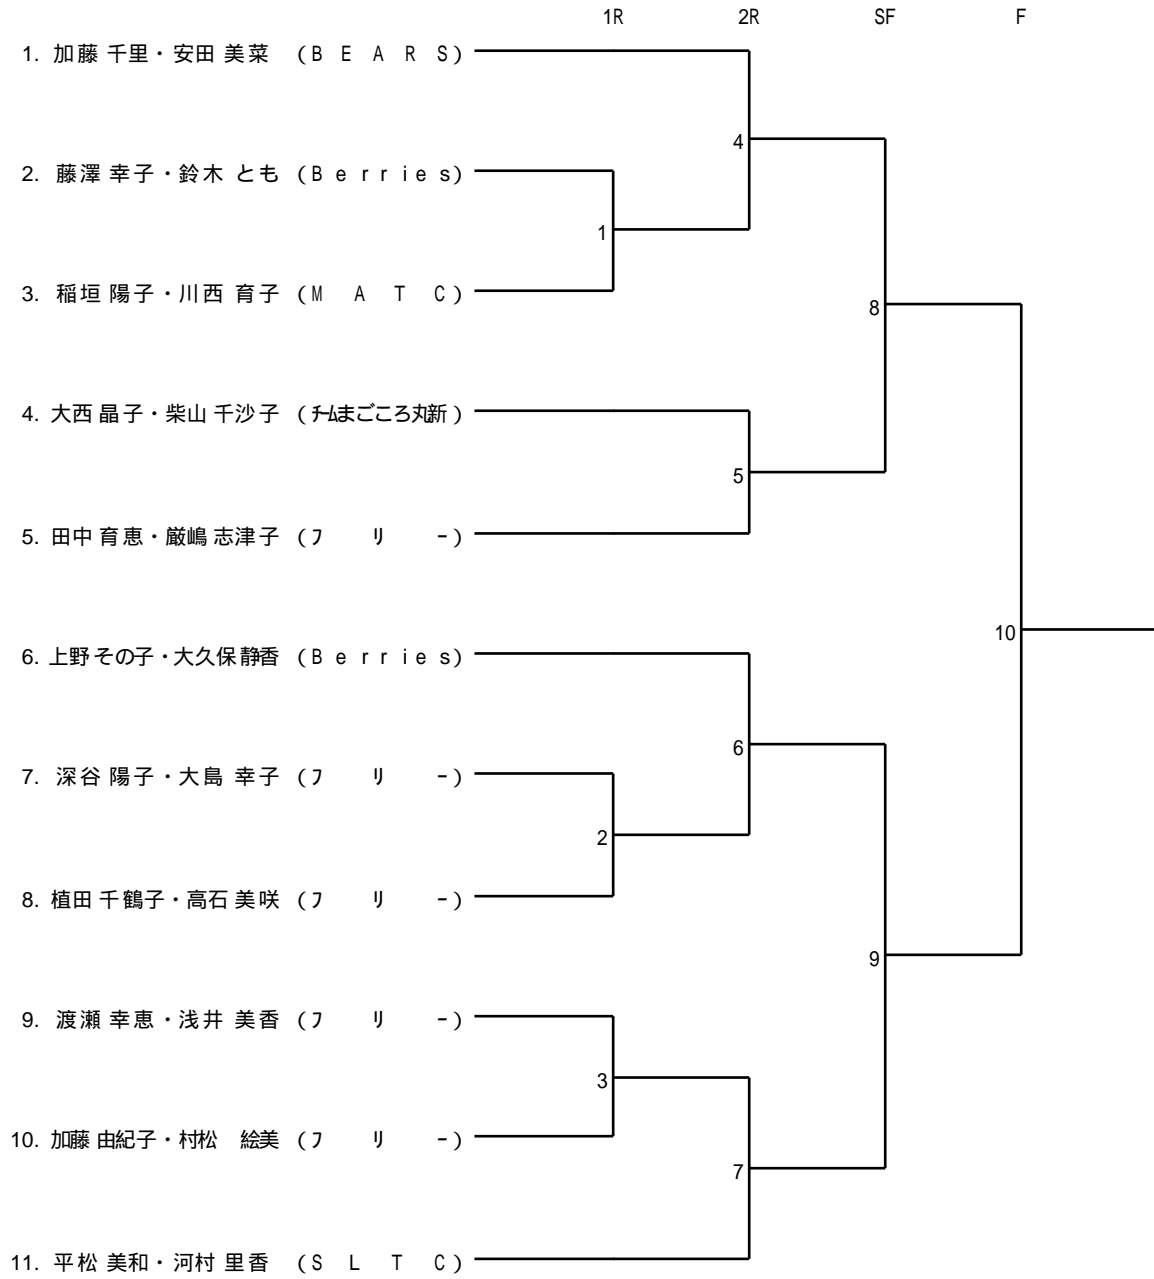 1R 2R SF F
1. 加藤 千里・安田 美菜 (BEARS)
4
2. 藤澤 幸子・鈴木 とも (Berries)
1
3. 稲垣 陽子・川西 育子 (MATC)
8
4. 大西 晶子・柴山 千沙子 (ﾁｰﾑまごころ丸新)
5
5. 田中 育恵・厳嶋 志津子 (ﾌﾘｰ)
10
6. 上野 その子・大久保 静香 (Berries)
6
7. 深谷 陽子・大島 幸子 (ﾌﾘｰ)
2
8. 植田 千鶴子・高石 美咲 (ﾌﾘｰ)
9
9. 渡瀬 幸恵・浅井 美香 (ﾌﾘｰ)
3
10. 加藤 由紀子・村松 絵美 (ﾌﾘｰ)
7
11. 平松 美和・河村 里香 (SLTC)